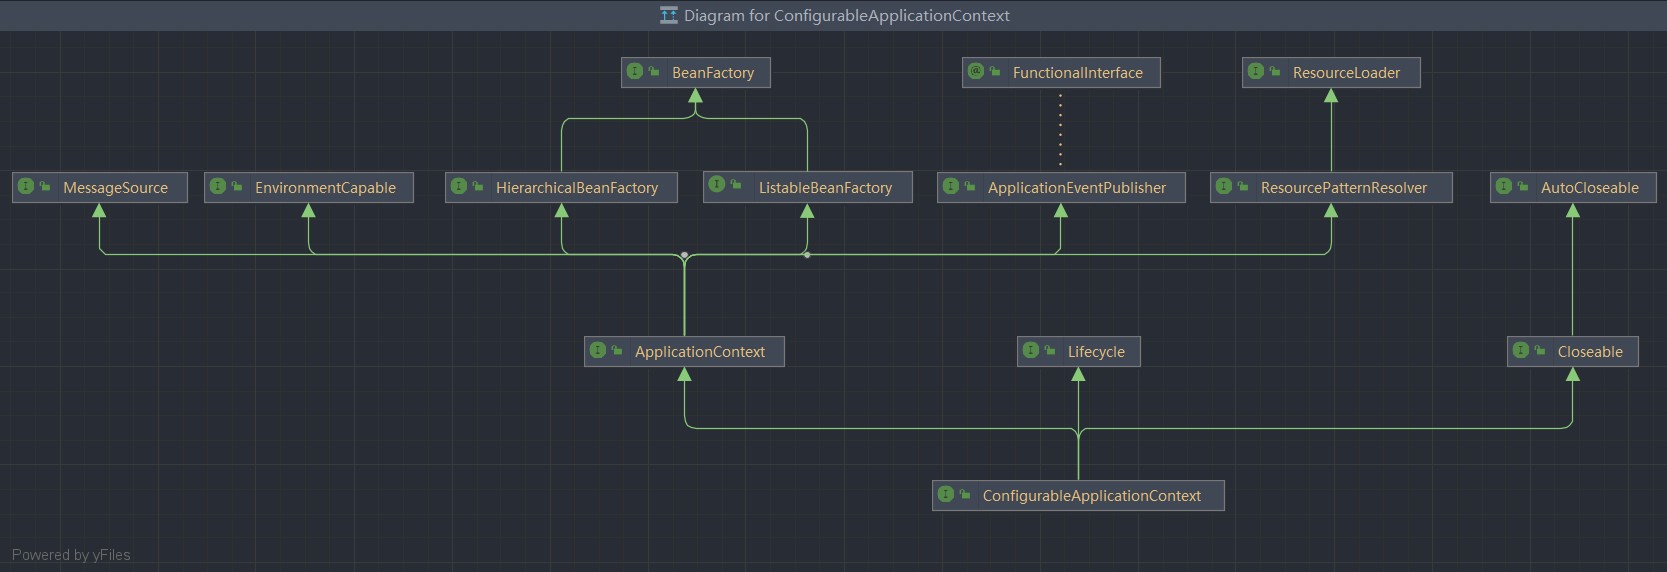 Diagram for ConfigurableApplicationContext
BeanFactory
FunctionalInterface
ResourceLoader
MessageSource
EnvironmentCapable
HierarchicalBeanFactory
ListableBeanFactory
ApplicationEventPublisher
ResourcePatternResolver
AutoCloseable
ApplicationContext
Lifecycle
Closeable
ConfigurableApplicationContext
Powered by yFiles